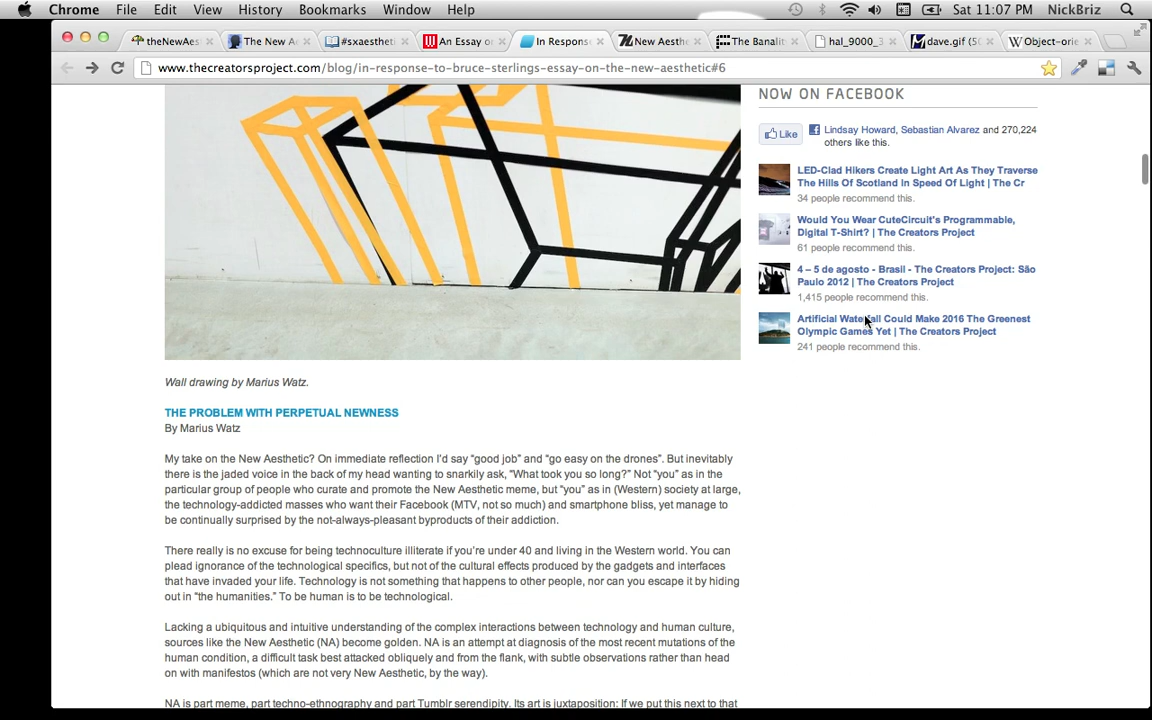 Chrome File Edit View History Bookmarks Window Help Sat 11:07 PM NickBriz
theNewAes The New A #sxaestheti An Essay o In Respons New Aesthe The Banalit hal_9000_3 dave.gif (50 Object-orie
www.thecreatorsproject.com/blog/in-response-to-bruce-sterlings-essay-on-the-new-aesthetic#6
NOW ON FACEBOOK
Like Lindsay Howard, Sebastian Alvarez and 270,224
others like this.
LED-Clad Hikers Create Light Art As They Traverse
The Hills Of Scotland In Speed Of Light | The Cr
34 people recommend this.
Would You Wear CuteCircuit's Programmable,
Digital T-Shirt? | The Creators Project
61 people recommend this.
4 – 5 de agosto - Brasil - The Creators Project: São
Paulo 2012 | The Creators Project
1,415 people recommend this.
Artificial Waterfall Could Make 2016 The Greenest
Olympic Games Yet | The Creators Project
241 people recommend this.
Wall drawing by Marius Watz.
THE PROBLEM WITH PERPETUAL NEWNESS
By Marius Watz
My take on the New Aesthetic? On immediate reflection I'd say “good job” and “go easy on the drones”. But inevitably
there is the jaded voice in the back of my head wanting to snarkily ask, “What took you so long?” Not “you” as in the
particular group of people who curate and promote the New Aesthetic meme, but “you” as in (Western) society at large,
the technology-addicted masses who want their Facebook (MTV, not so much) and smartphone bliss, yet manage to
be continually surprised by the not-always-pleasant byproducts of their addiction.
There really is no excuse for being technoculture illiterate if you're under 40 and living in the Western world. You can
plead ignorance of the technological specifics, but not of the cultural effects produced by the gadgets and interfaces
that have invaded your life. Technology is not something that happens to other people, nor can you escape it by hiding
out in “the humanities.” To be human is to be technological.
Lacking a ubiquitous and intuitive understanding of the complex interactions between technology and human culture,
sources like the New Aesthetic (NA) become golden. NA is an attempt at diagnosis of the most recent mutations of the
human condition, a difficult task best attacked obliquely and from the flank, with subtle observations rather than head
on with manifestos (which are not very New Aesthetic, by the way).
NA is part meme, part techno-ethnography and part Tumblr serendipity. Its art is juxtaposition: If we put this next to that